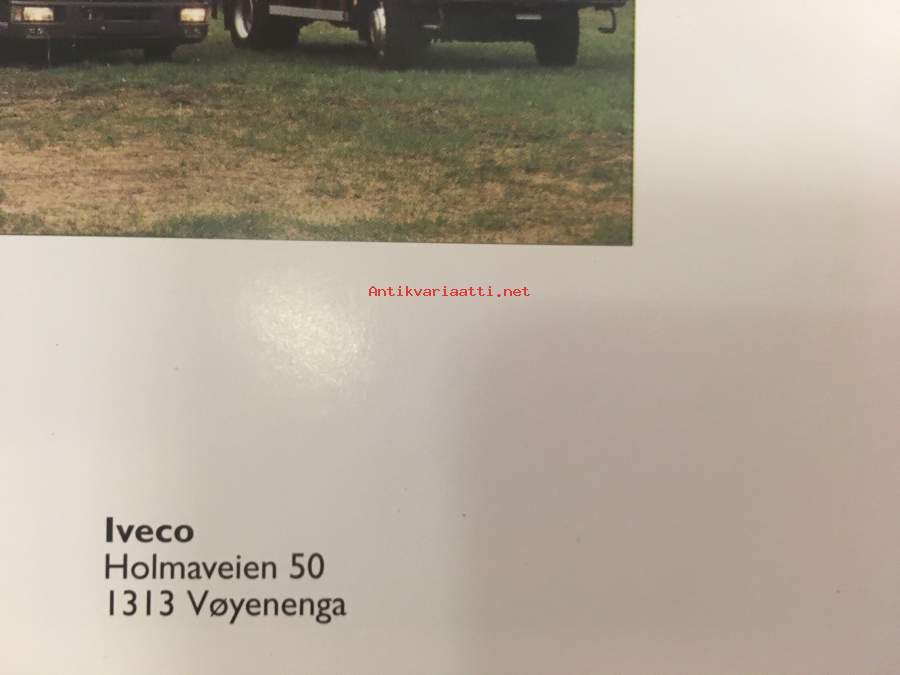 Antikvariaatti.net
Iveco
Holmaveien 50
1313 Vøyenenga